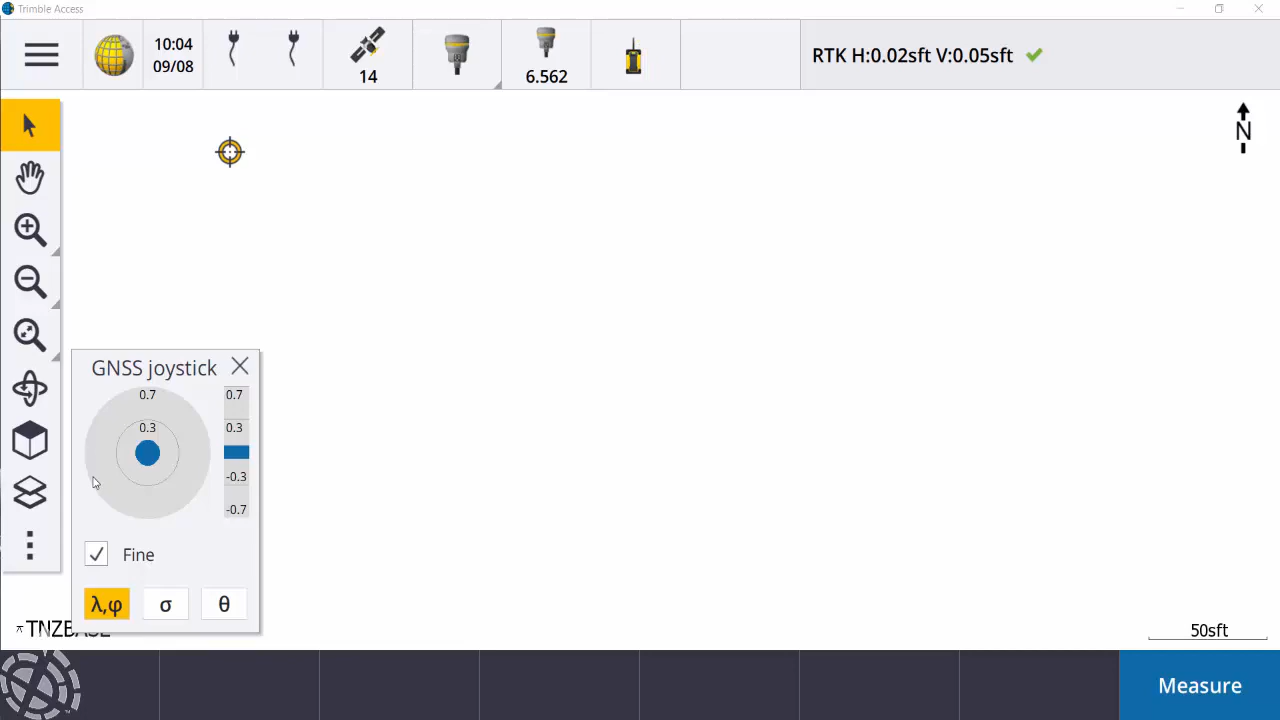 Trimble Access
10:04
09/08
14
6.562
RTK H:0.02sft V:0.05sft
N
GNSS joystick
0.7
0.7
0.3
0.3
-0.3
-0.7
Fine
λ,φ
σ
θ
TNZBASE
50sft
Measure